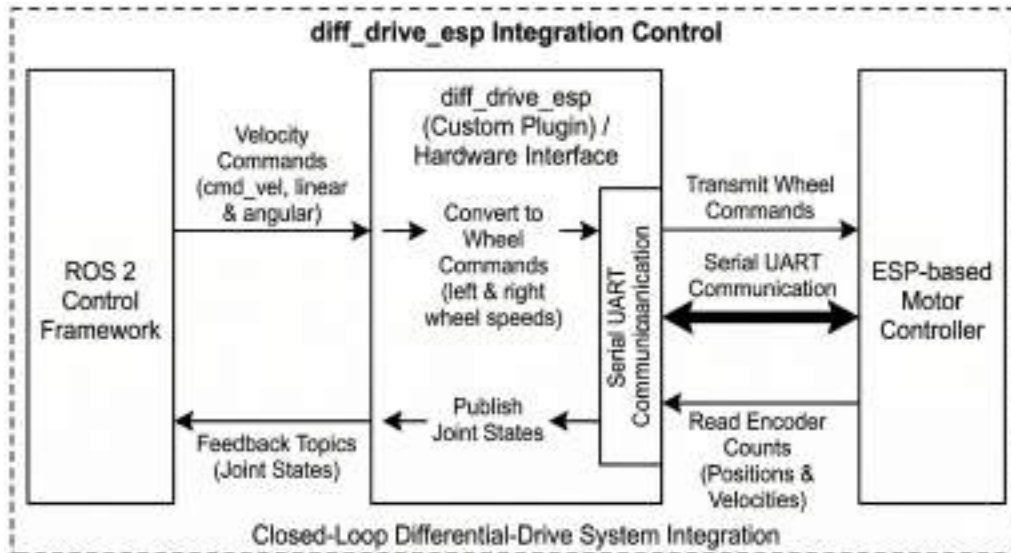 diff_drive_esp Integration Control
ROS 2
Control
Framework
Velocity
Commands
(cmd_vel, linear
& angular)
Feedback Topics
(Joint States)
diff_drive_esp
(Custom Plugin) /
Hardware Interface
Convert to
Wheel
Commands
(left & right
wheel speeds)
Publish
Joint States
Serial UART
Transmit Wheel
Commands
Serial UART
Communication
Read Encoder
Counts
(Positions &
Velocities)
ESP-based
Motor
Controller
Closed-Loop Differential-Drive System Integration